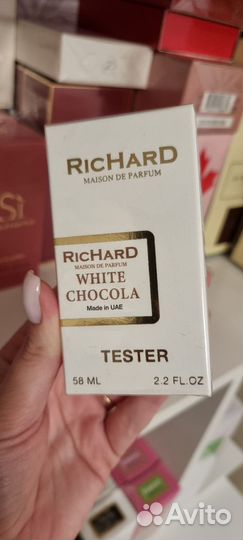 RICHARD
MAISON DE PARFUM
RICHARD
MAISON DE PARFUM
WHITE
CHOCOLA
Made in UAE
TESTER
58 ML 2.2 FL.OZ
Sì
Avito